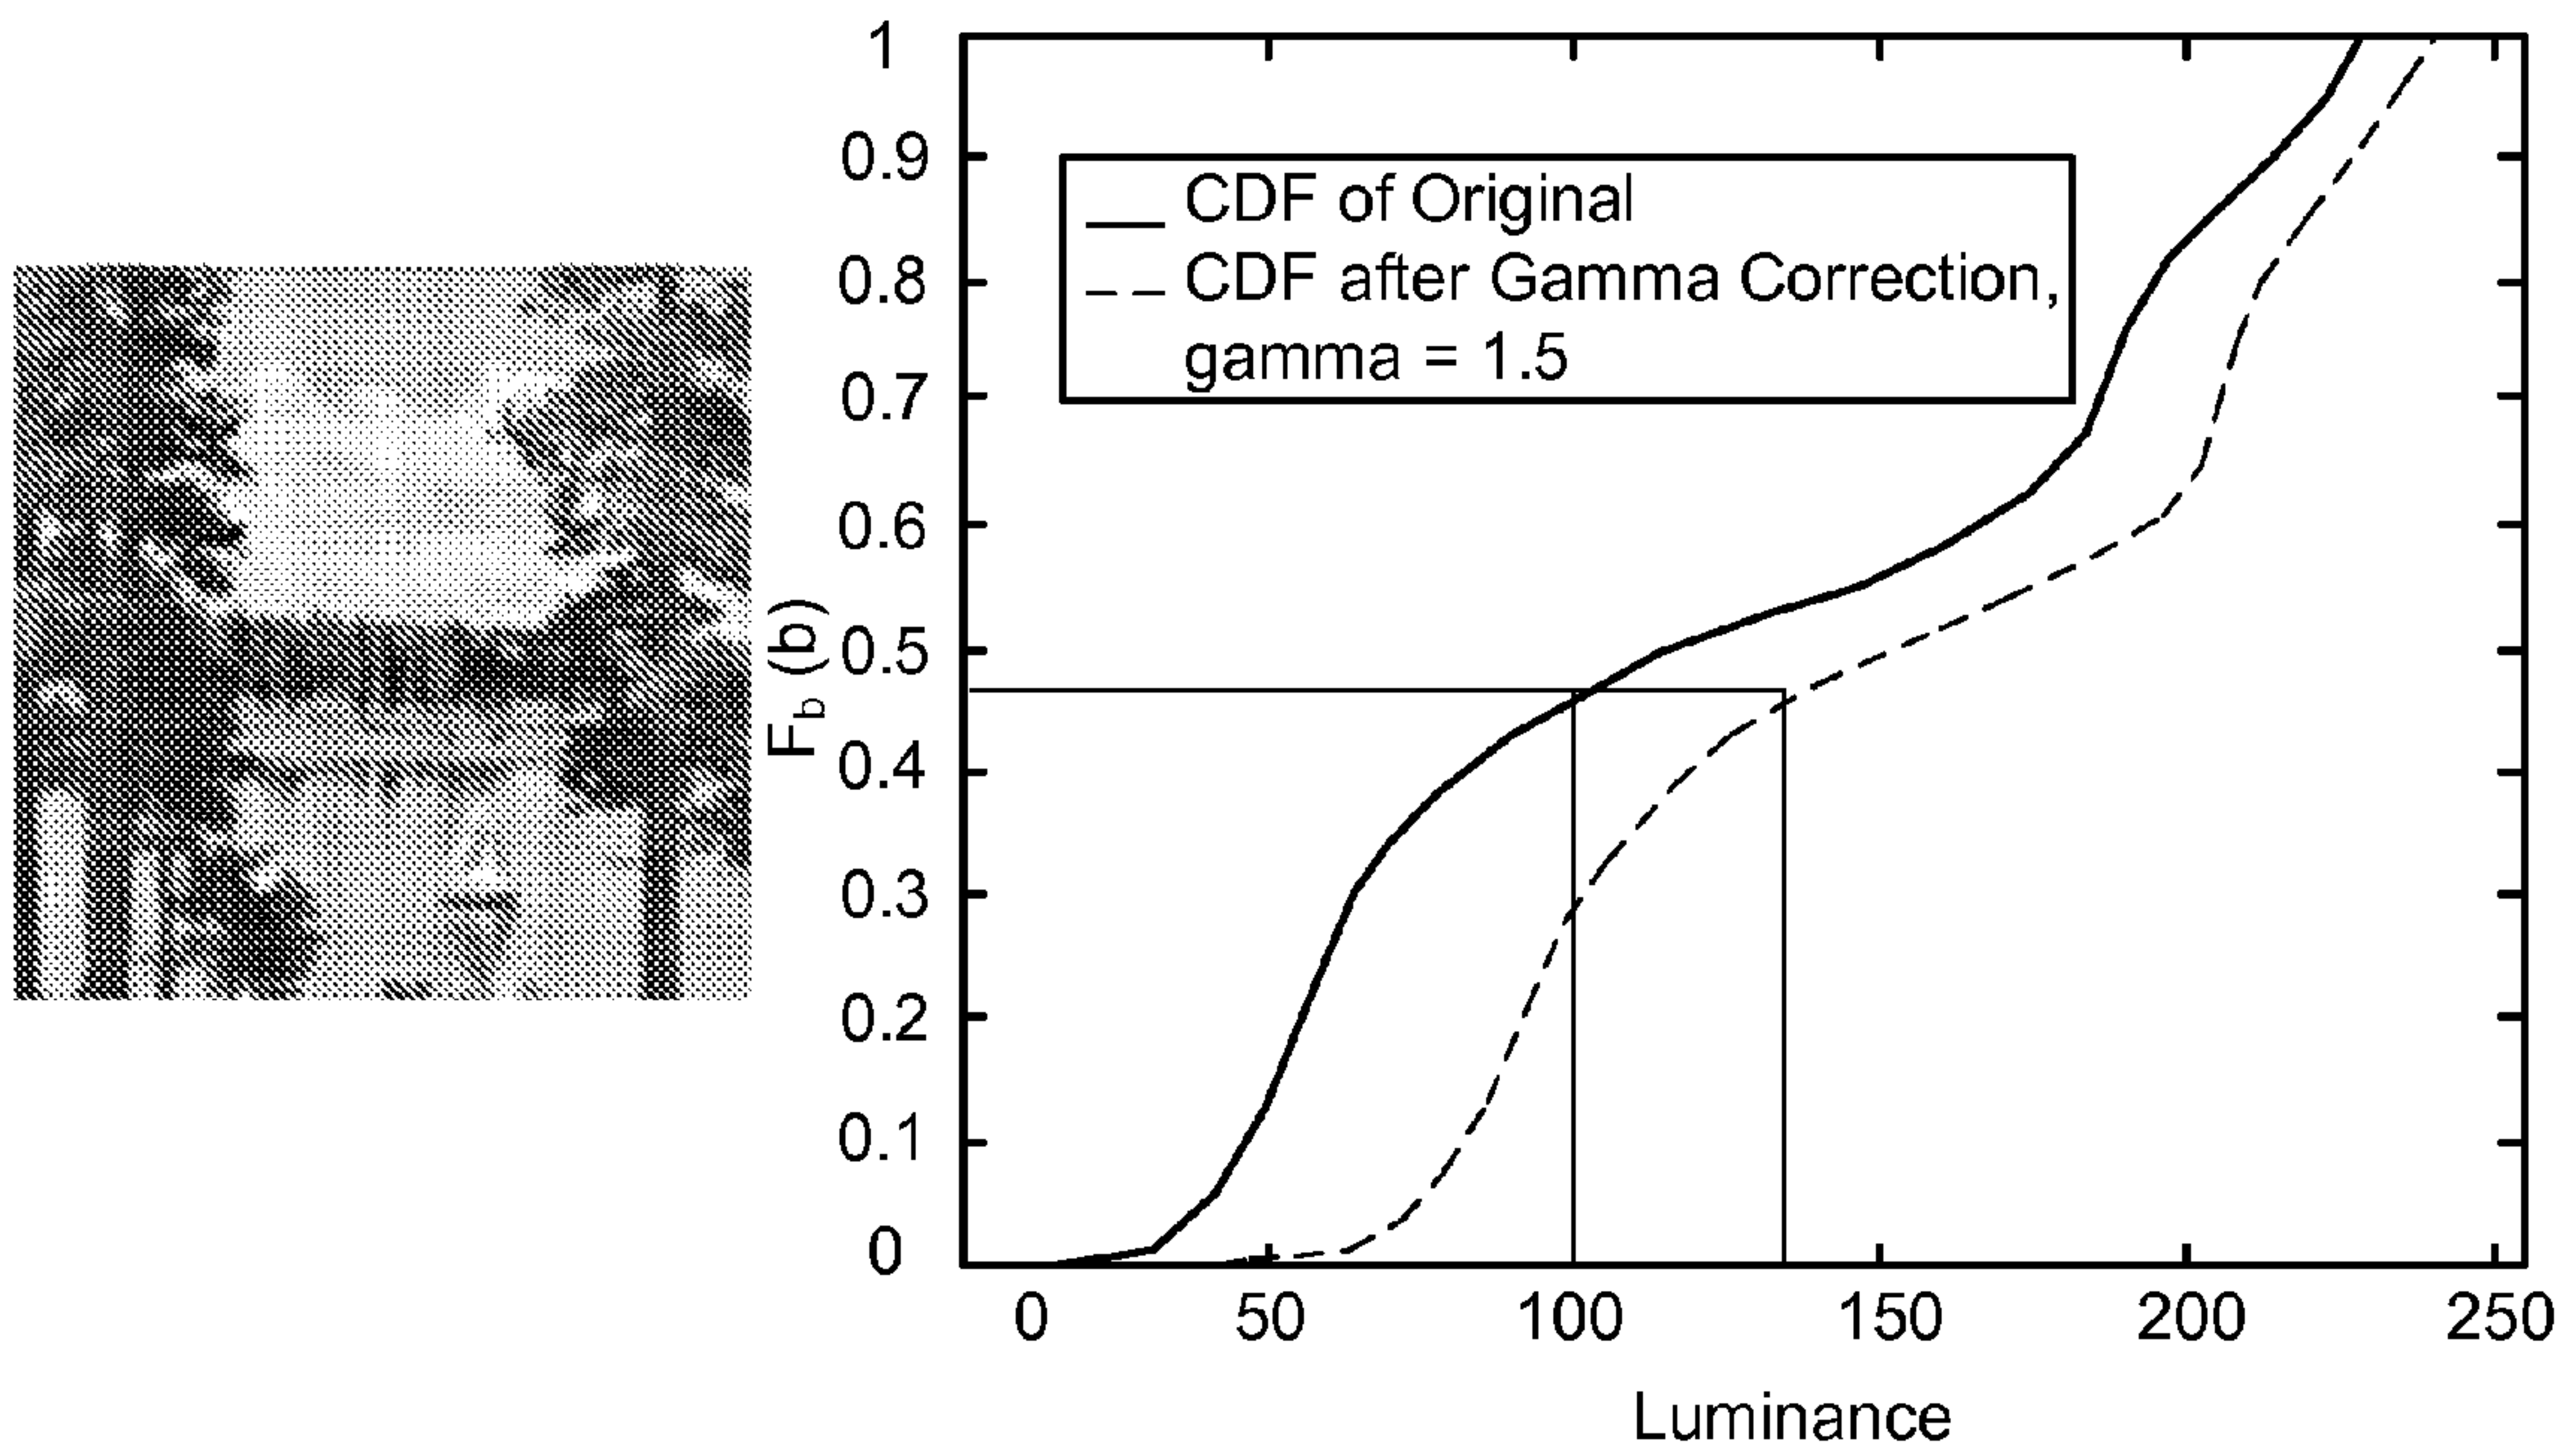 1
0.9
0.8
0.7
0.6
0.5
0.4
0.3
0.2
0.1
0
F_b (b)
CDF of Original
CDF after Gamma Correction,
gamma = 1.5
0 50 100 150 200 250
Luminance